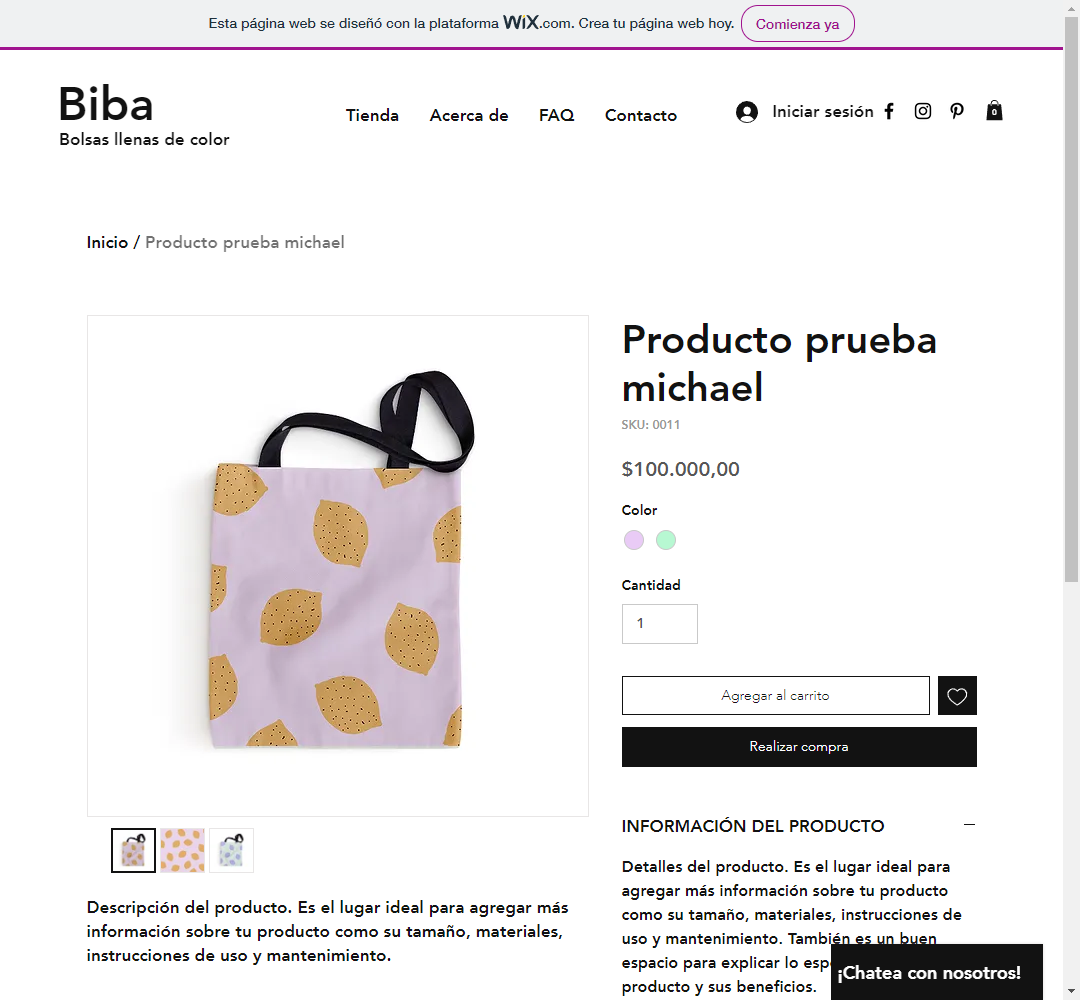 Esta página web se diseñó con la plataforma WiX.com. Crea tu página web hoy. Comienza ya
Biba
Bolsas llenas de color
Tienda Acerca de FAQ Contacto
Iniciar sesión
0
Inicio / Producto prueba michael
Producto prueba
michael
SKU: 0011
$100.000,00
Color
Cantidad
1
Agregar al carrito
Realizar compra
INFORMACIÓN DEL PRODUCTO
Detalles del producto. Es el lugar ideal para
agregar más información sobre tu producto
como su tamaño, materiales, instrucciones de
uso y mantenimiento. También es un buen
espacio para explicar lo
producto y sus beneficios.
Descripción del producto. Es el lugar ideal para agregar más
información sobre tu producto como su tamaño, materiales,
instrucciones de uso y mantenimiento.
¡Chatea con nosotros!